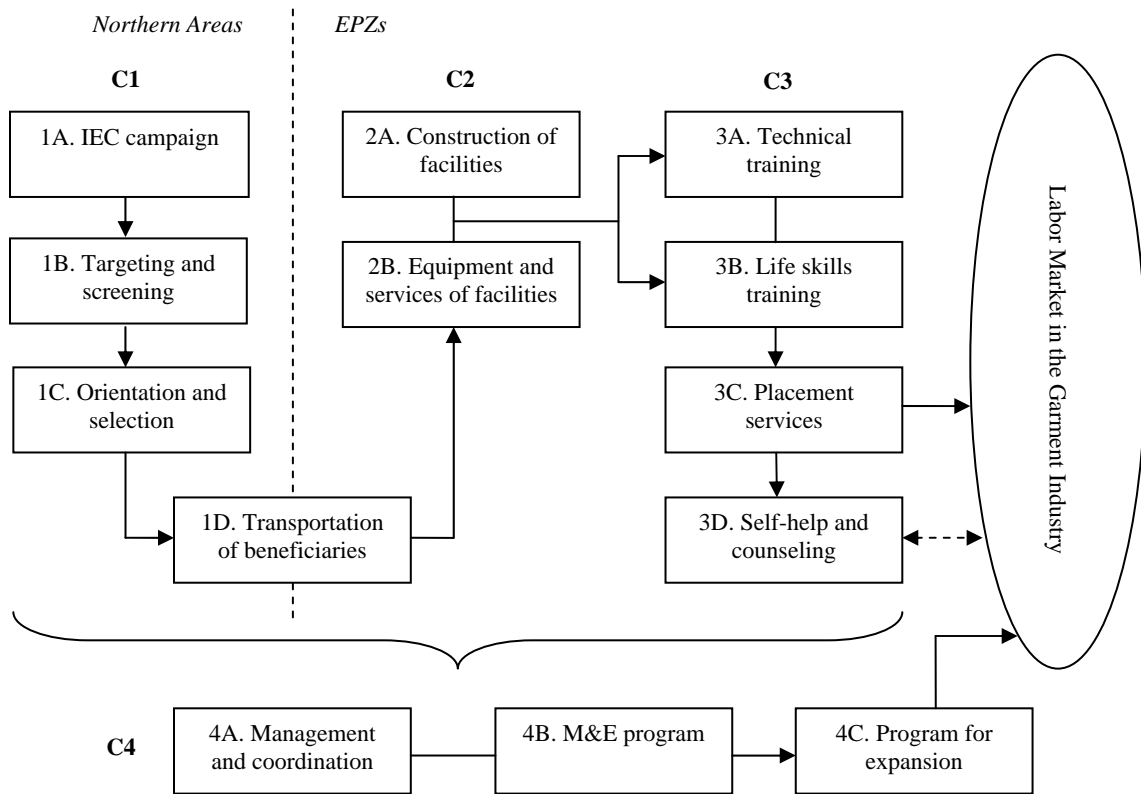 Northern Areas
EPZs
C1
C2
C3
1A. IEC campaign
2A. Construction of
facilities
3A. Technical
training
1B. Targeting and
screening
2B. Equipment and
services of facilities
3B. Life skills
training
1C. Orientation and
selection
3C. Placement
services
1D. Transportation
of beneficiaries
3D. Self-help and
counseling
Labor Market in the Garment Industry
C4
4A. Management
and coordination
4B. M&E program
4C. Program for
expansion